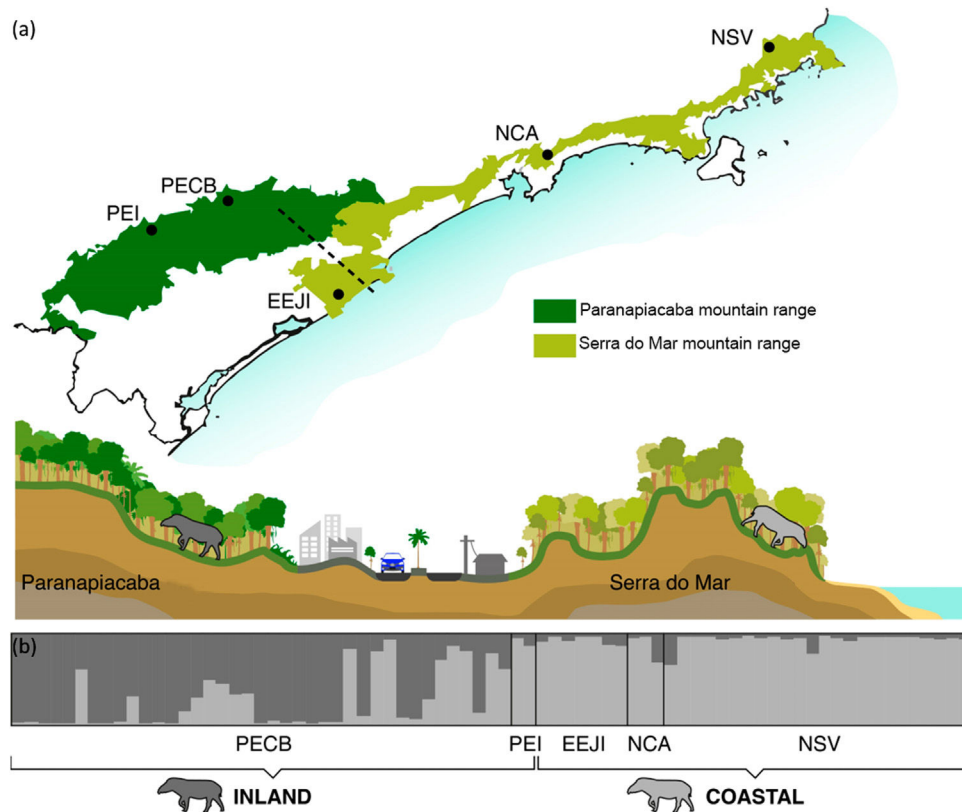 (a)
NSV
NCA
PECB
PEI
EEJI
Paranapiacaba mountain range
Serra do Mar mountain range
Paranapiacaba
Serra do Mar
(b)
PECB
PEI
EEJI
NCA
NSV
INLAND
COASTAL